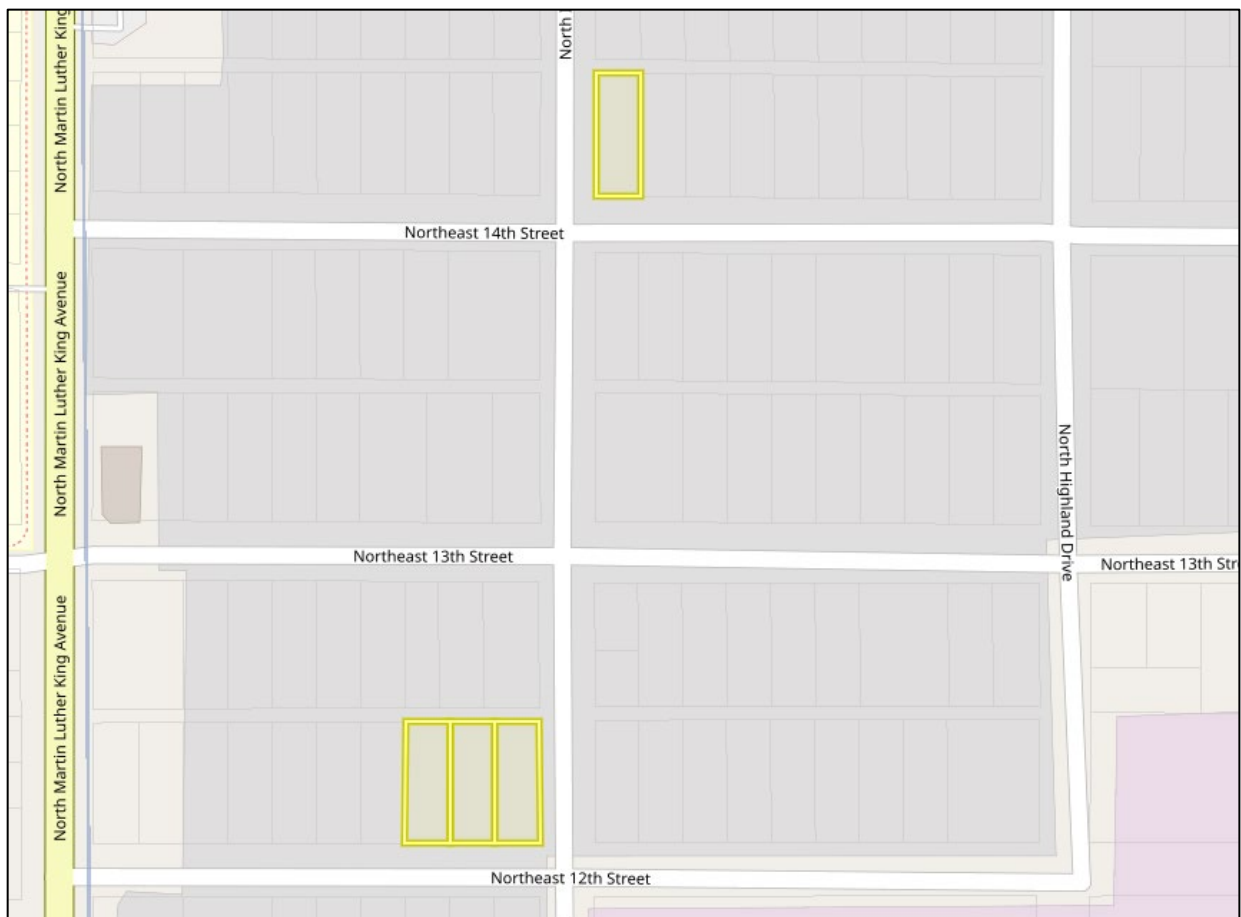 North Martin Luther King
North
Northeast 14th Street
North Martin Luther King Avenue
North Highland Drive
Northeast 13th Street
Northeast 13th Str
North Martin Luther King Avenue
Northeast 12th Street